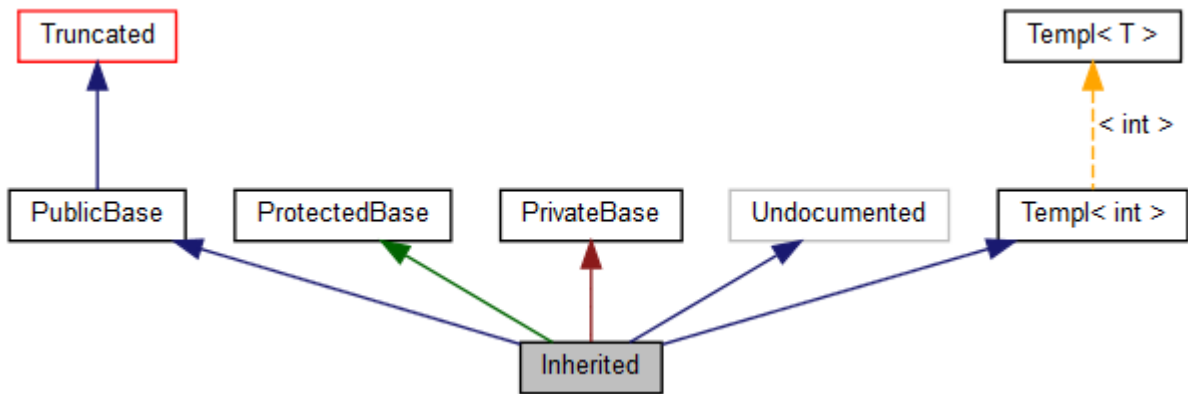 Truncated
Templ< T >
< int >
PublicBase
ProtectedBase
PrivateBase
Undocumented
Templ< int >
Inherited